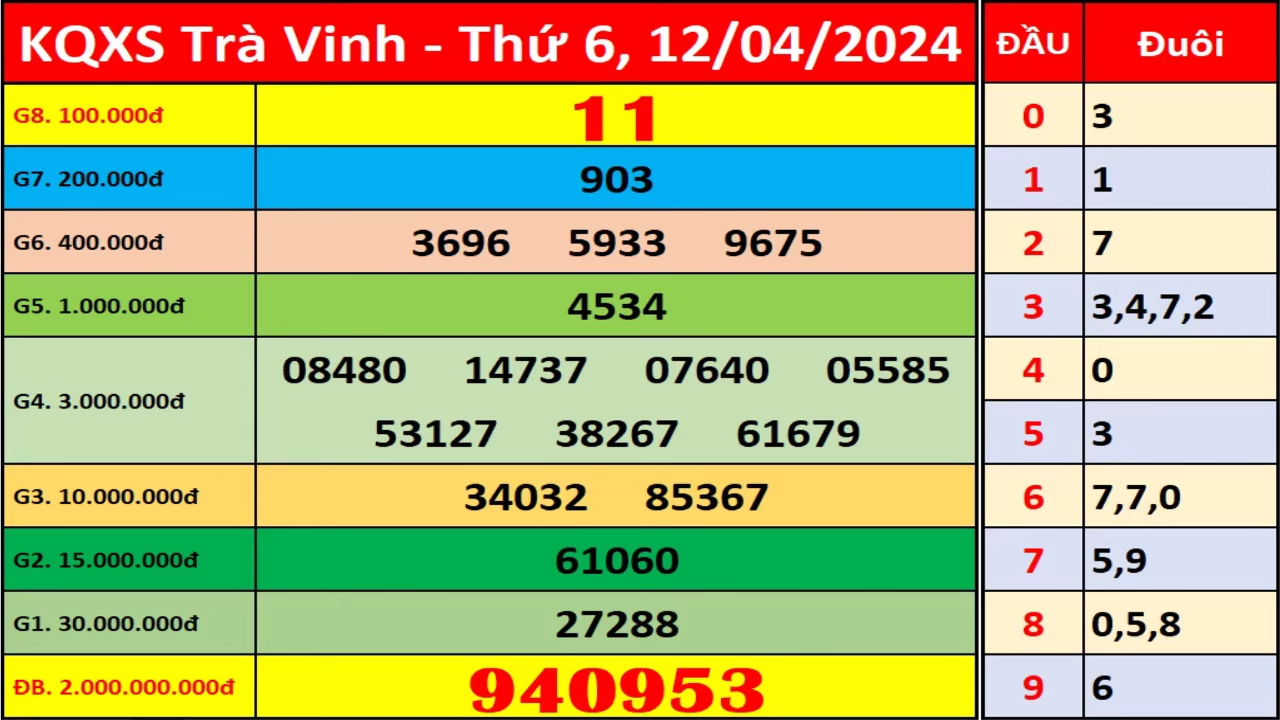 KQXS Trà Vinh - Thứ 6, 12/04/2024
G8. 100.000đ 11
G7. 200.000đ 903
G6. 400.000đ 3696 5933 9675
G5. 1.000.000đ 4534
G4. 3.000.000đ 08480 14737 07640 05585
53127 38267 61679
G3. 10.000.000đ 34032 85367
G2. 15.000.000đ 61060
G1. 30.000.000đ 27288
ĐB. 2.000.000.000đ 940953
ĐẦU Đuôi
0 3
1 1
2 7
3 3,4,7,2
4 0
5 3
6 7,7,0
7 5,9
8 0,5,8
9 6